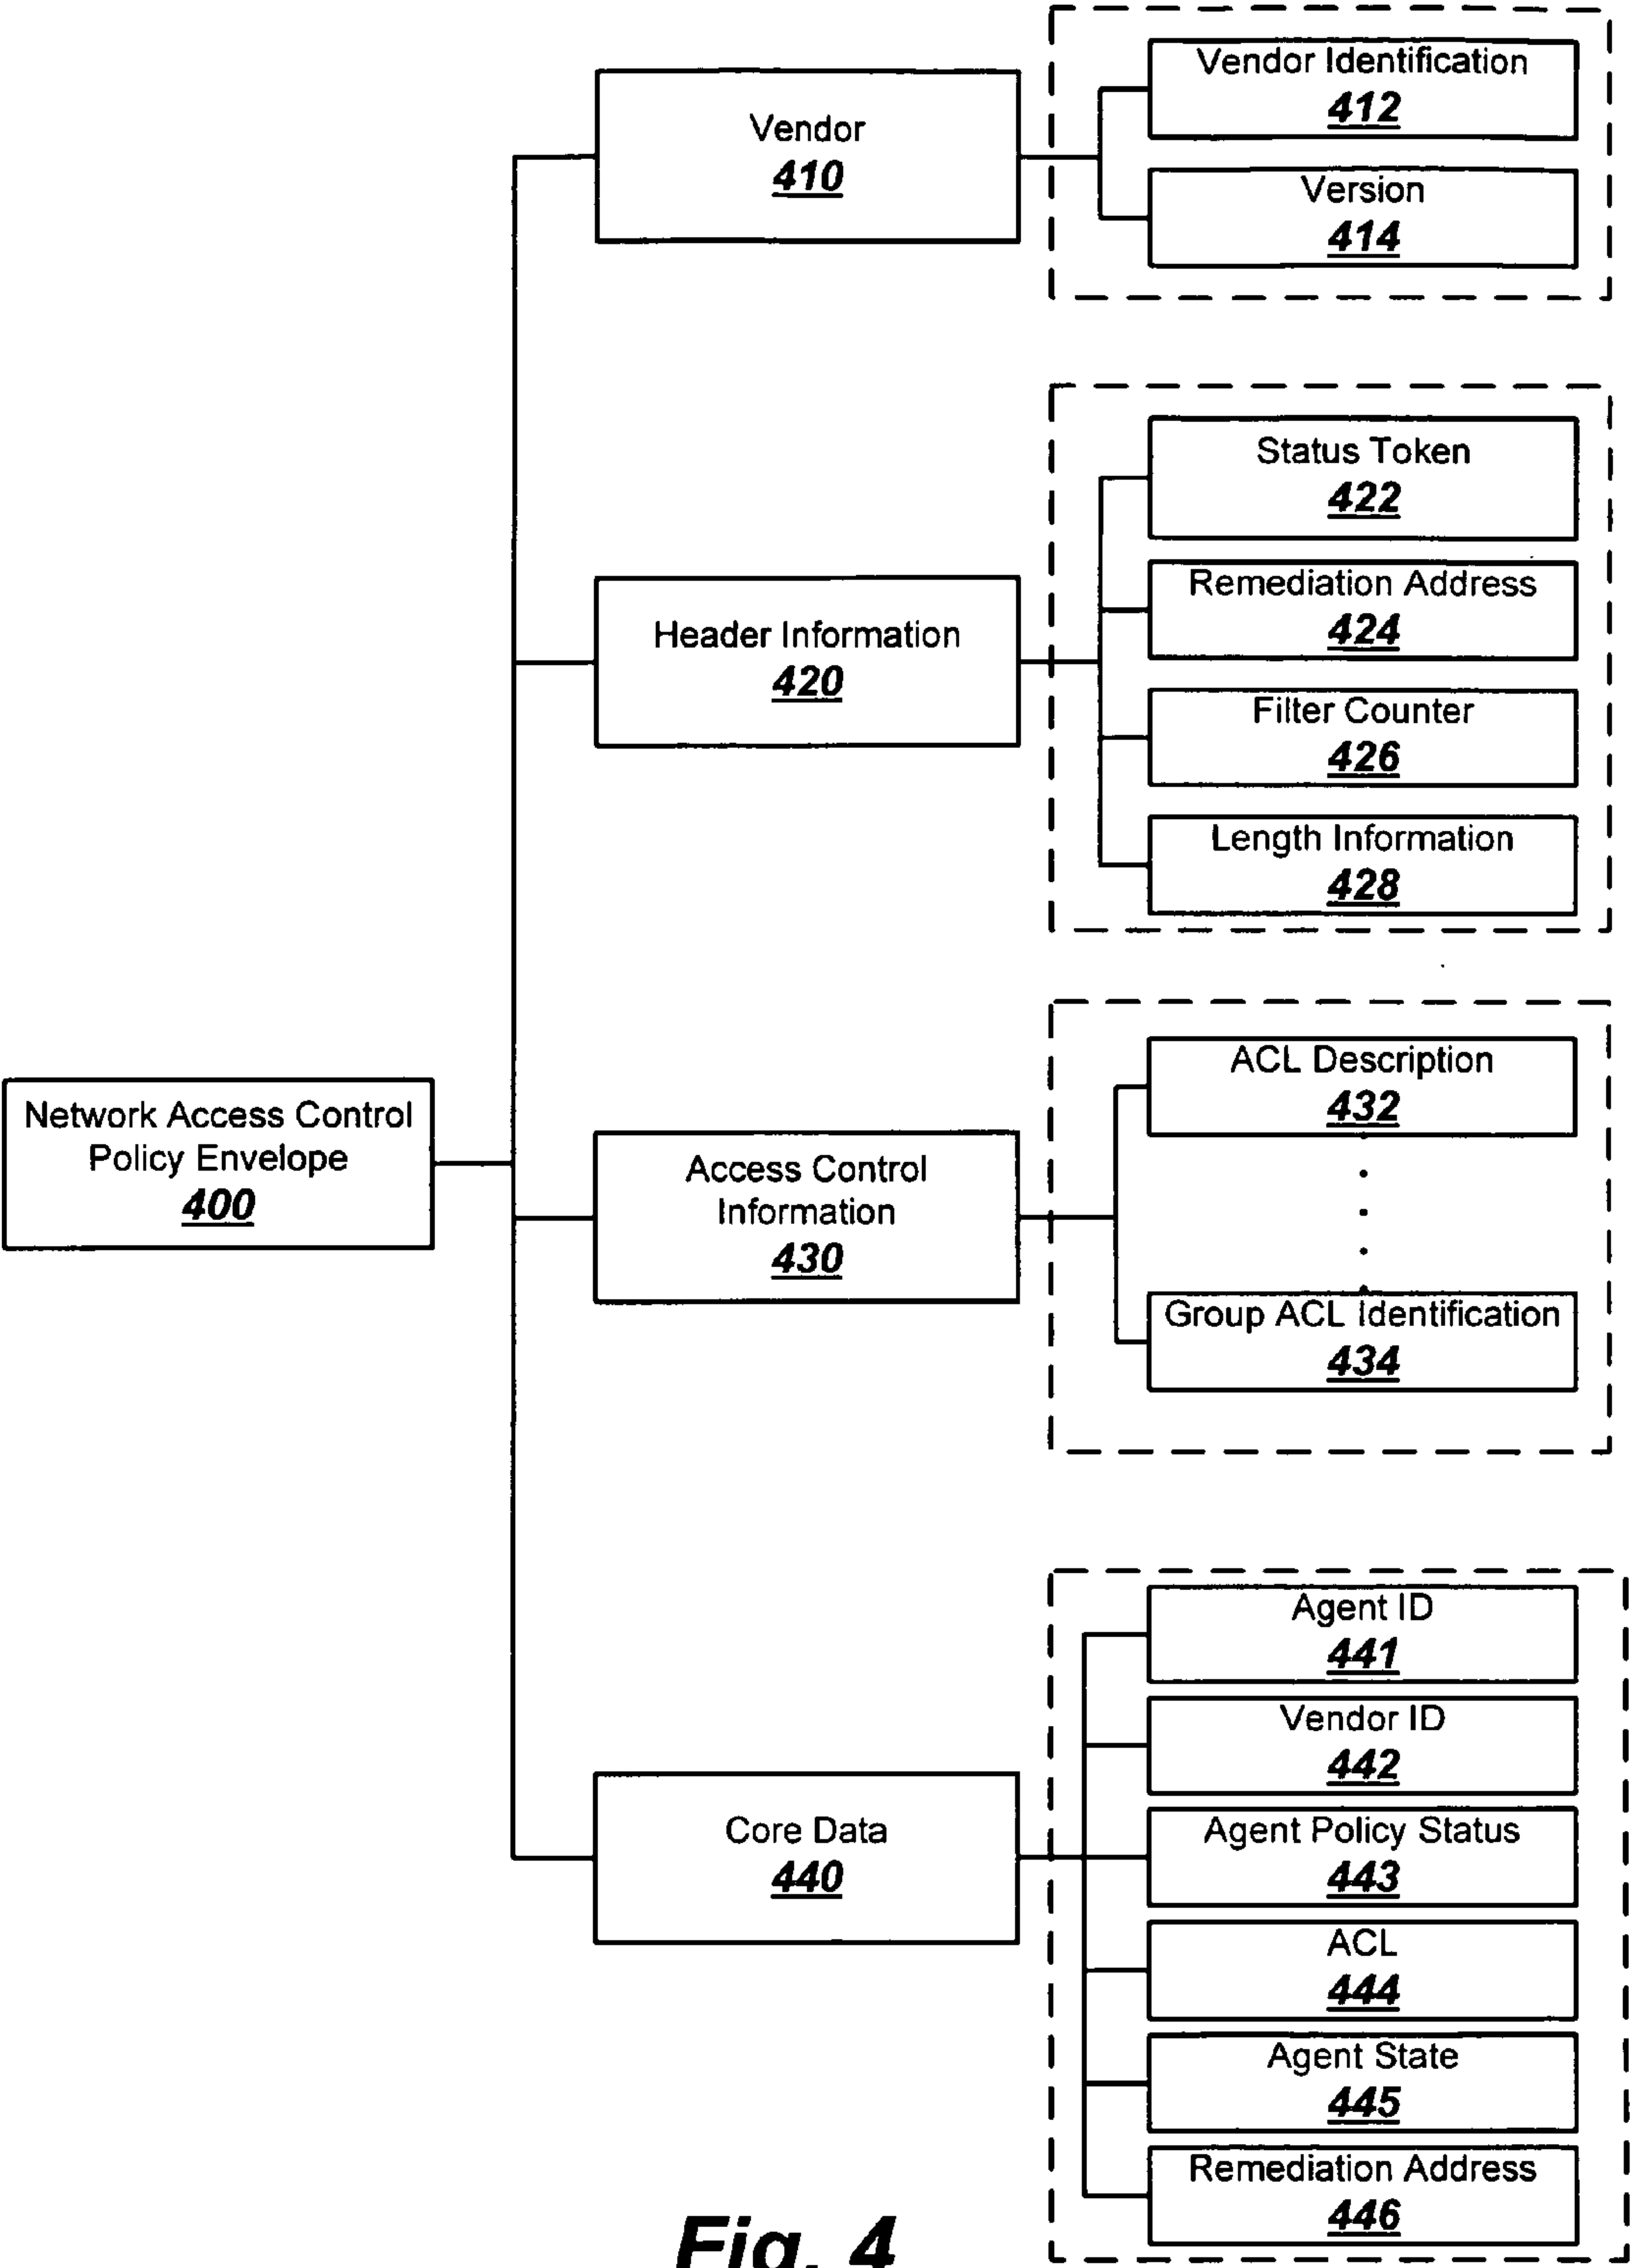 Network Access Control
Policy Envelope
400
Vendor
410
Vendor Identification
412
Version
414
Header Information
420
Status Token
422
Remediation Address
424
Filter Counter
426
Length Information
428
Access Control
Information
430
ACL Description
432
Group ACL Identification
434
Core Data
440
Agent ID
441
Vendor ID
442
Agent Policy Status
443
ACL
444
Agent State
445
Remediation Address
446
Fig. 4